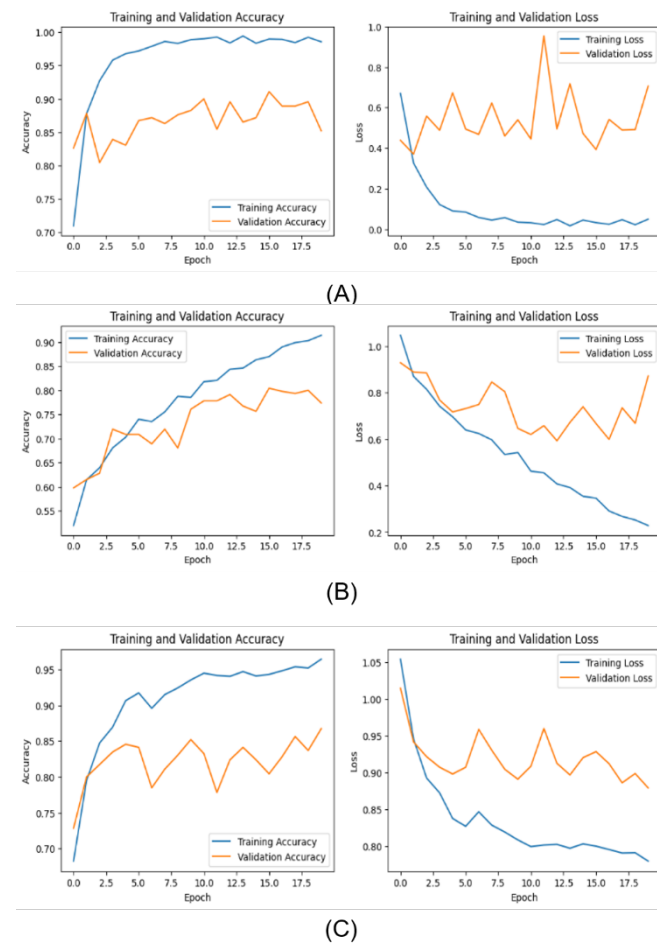 Training and Validation Accuracy
1.00
0.95
0.90
0.85
0.80
0.75
0.70
Accuracy
Training Accuracy
Validation Accuracy
0.0 2.5 5.0 7.5 10.0 12.5 15.0 17.5
Epoch
Training and Validation Loss
Training Loss
Validation Loss
1.0
0.8
0.6
0.4
0.2
0.0
Loss
0.0 2.5 5.0 7.5 10.0 12.5 15.0 17.5
Epoch
(A)
Training and Validation Accuracy
Training Accuracy
Validation Accuracy
0.90
0.85
0.80
0.75
0.70
0.65
0.60
0.55
Accuracy
0.0 2.5 5.0 7.5 10.0 12.5 15.0 17.5
Epoch
Training and Validation Loss
Training Loss
Validation Loss
1.0
0.8
0.6
0.4
0.2
Loss
0.0 2.5 5.0 7.5 10.0 12.5 15.0 17.5
Epoch
(B)
Training and Validation Accuracy
0.95
0.90
0.85
0.80
0.75
0.70
Accuracy
Training Accuracy
Validation Accuracy
0.0 2.5 5.0 7.5 10.0 12.5 15.0 17.5
Epoch
Training and Validation Loss
Training Loss
Validation Loss
1.05
1.00
0.95
0.90
0.85
0.80
Loss
0.0 2.5 5.0 7.5 10.0 12.5 15.0 17.5
Epoch
(C)